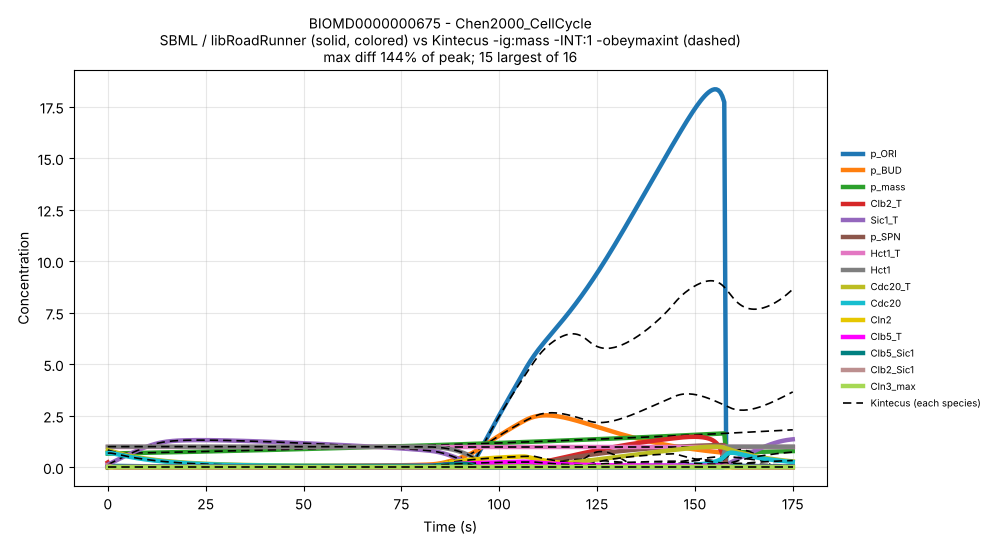 BIOMD0000000675 - Chen2000_CellCycle
SBML / libRoadRunner (solid, colored) vs Kintecus -ig:mass -INT:1 -obeymaxint (dashed)
max diff 144% of peak; 15 largest of 16
Concentration
17.5
15.0
12.5
10.0
7.5
5.0
2.5
0.0
0
25
50
75
100
125
150
175
Time (s)
p_ORI
p_BUD
p_mass
Clb2_T
Sic1_T
p_SPN
Hct1_T
Hct1
Cdc20_T
Cdc20
Cln2
Clb5_T
Clb5_Sic1
Clb2_Sic1
Cln3_max
Kintecus (each species)